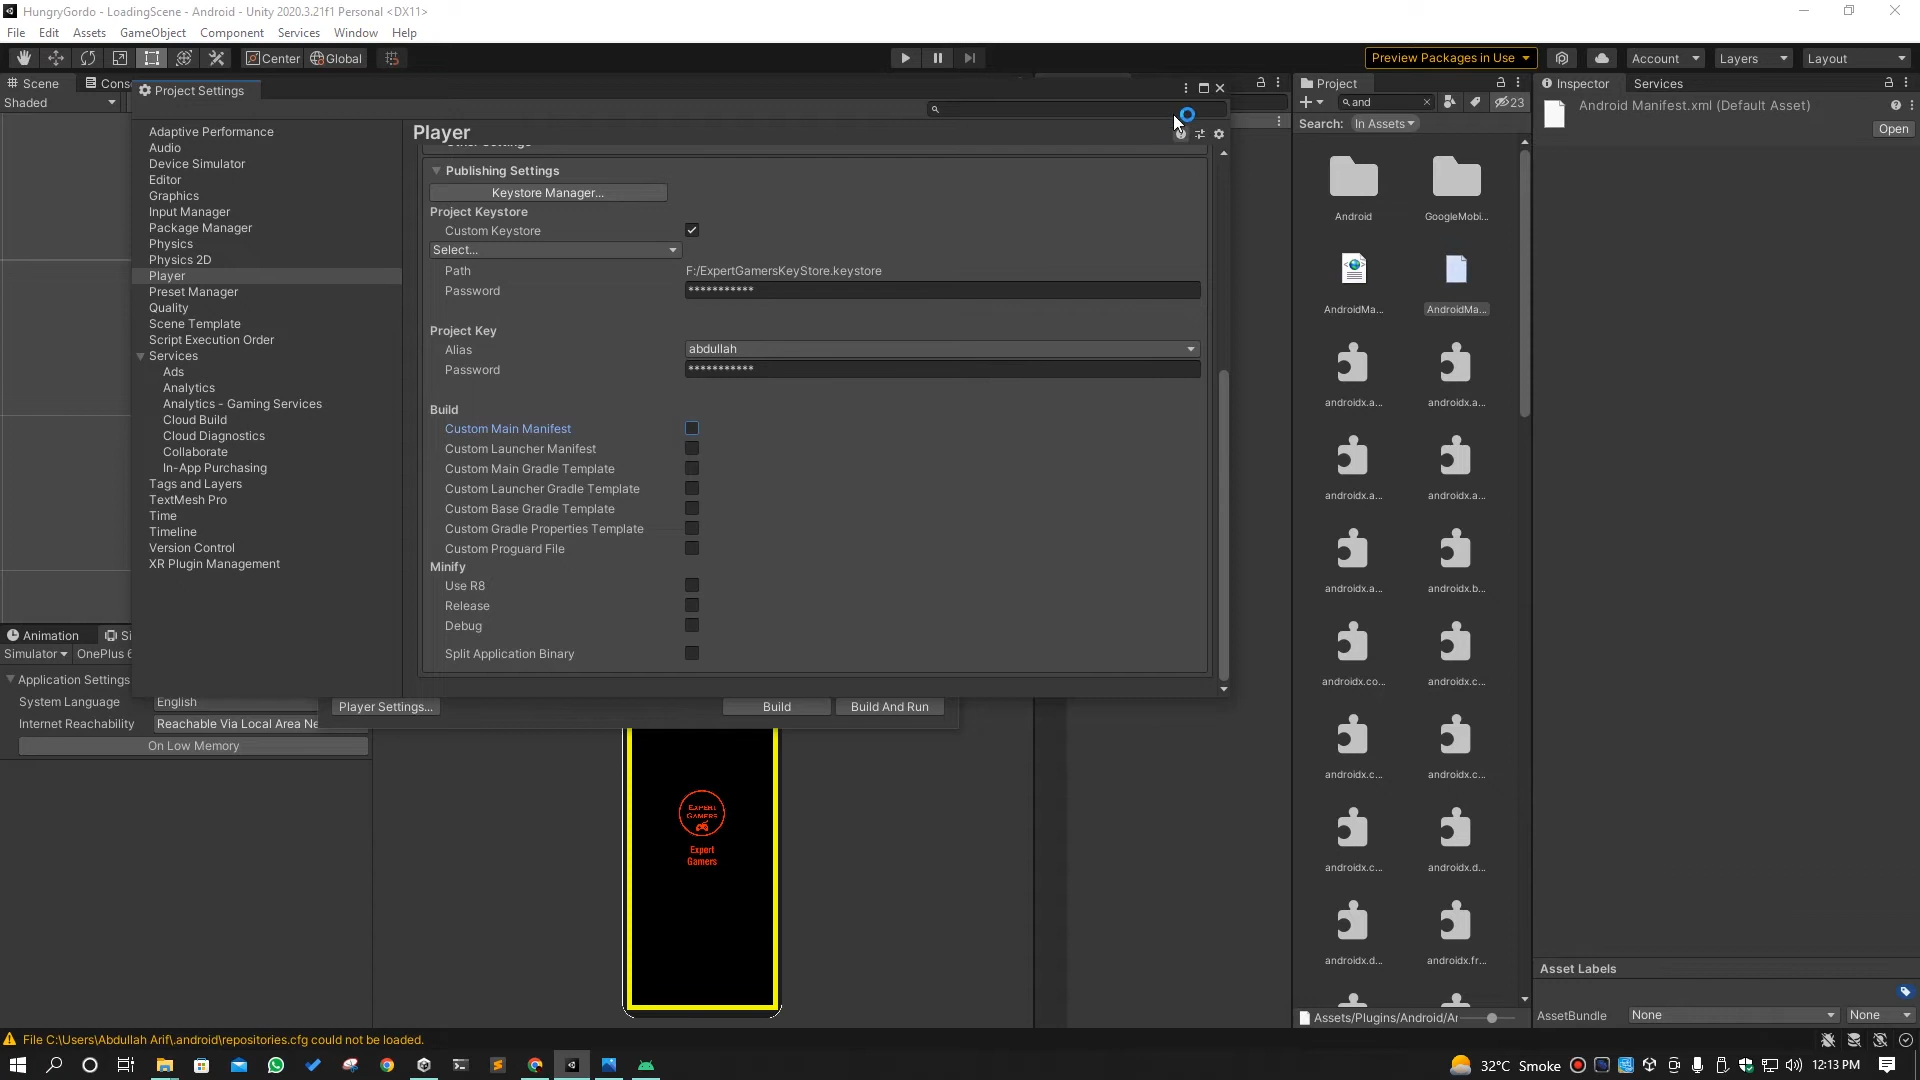 HungryGordo - LoadingScene - Android - Unity 2020.3.21f1 Personal <DX11>
File Edit Assets GameObject Component Services Window Help
Center Global Preview Packages in Use Account Layers Layout
Scene Project Settings Project Inspector Services
Shaded
and 23
Android Manifest.xml (Default Asset)
Open
Search: In Assets
Adaptive Performance
Audio
Device Simulator
Editor
Graphics
Input Manager
Package Manager
Physics
Physics 2D
Player
Preset Manager
Quality
Scene Template
Script Execution Order
Services
Ads
Analytics
Analytics - Gaming Services
Cloud Build
Cloud Diagnostics
Collaborate
In-App Purchasing
Tags and Layers
TextMesh Pro
Time
Timeline
Version Control
XR Plugin Management
Player
Publishing Settings
Keystore Manager...
Project Keystore
Custom Keystore
Select...
Path F:/ExpertGamersKeyStore.keystore
Password ***********
Project Key
Alias abdullah
Password ***********
Build
Custom Main Manifest
Custom Launcher Manifest
Custom Main Gradle Template
Custom Launcher Gradle Template
Custom Base Gradle Template
Custom Gradle Properties Template
Custom Proguard File
Minify
Use R8
Release
Debug
Split Application Binary
Player Settings... Build Build And Run
Android GoogleMobi...
AndroidMa... AndroidMa...
androidx.a... androidx.a...
androidx.a... androidx.a...
androidx.a... androidx.b...
androidx.co... androidx.c...
androidx.c... androidx.c...
androidx.c... androidx.d...
androidx.d... androidx.fr...
Assets/Plugins/Android/Ar
Asset Labels
AssetBundle None None
Animation
Simulator OnePlus 6
Application Settings
System Language English
Internet Reachability Reachable Via Local Area Ne
On Low Memory
EXPERT
GAMERS
Expert
Gamers
File C:\Users\Abdullah Arif\.android\repositories.cfg could not be loaded.
32°C Smoke 12:13 PM